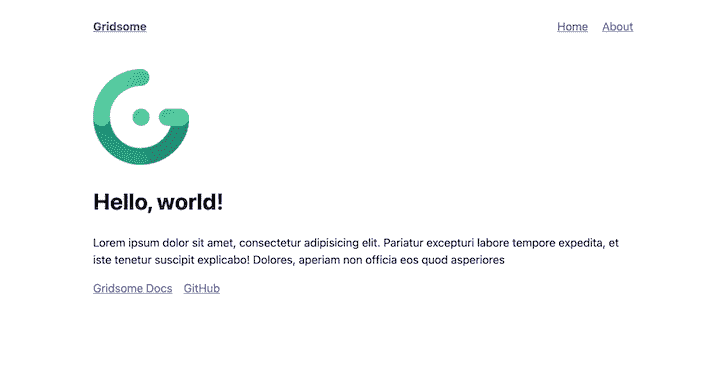 Gridsome
Home About
Hello, world!
Lorem ipsum dolor sit amet, consectetur adipisicing elit. Pariatur excepturi labore tempore expedita, et
iste tenetur suscipit explicabo! Dolores, aperiam non officia eos quod asperiores
Gridsome Docs GitHub